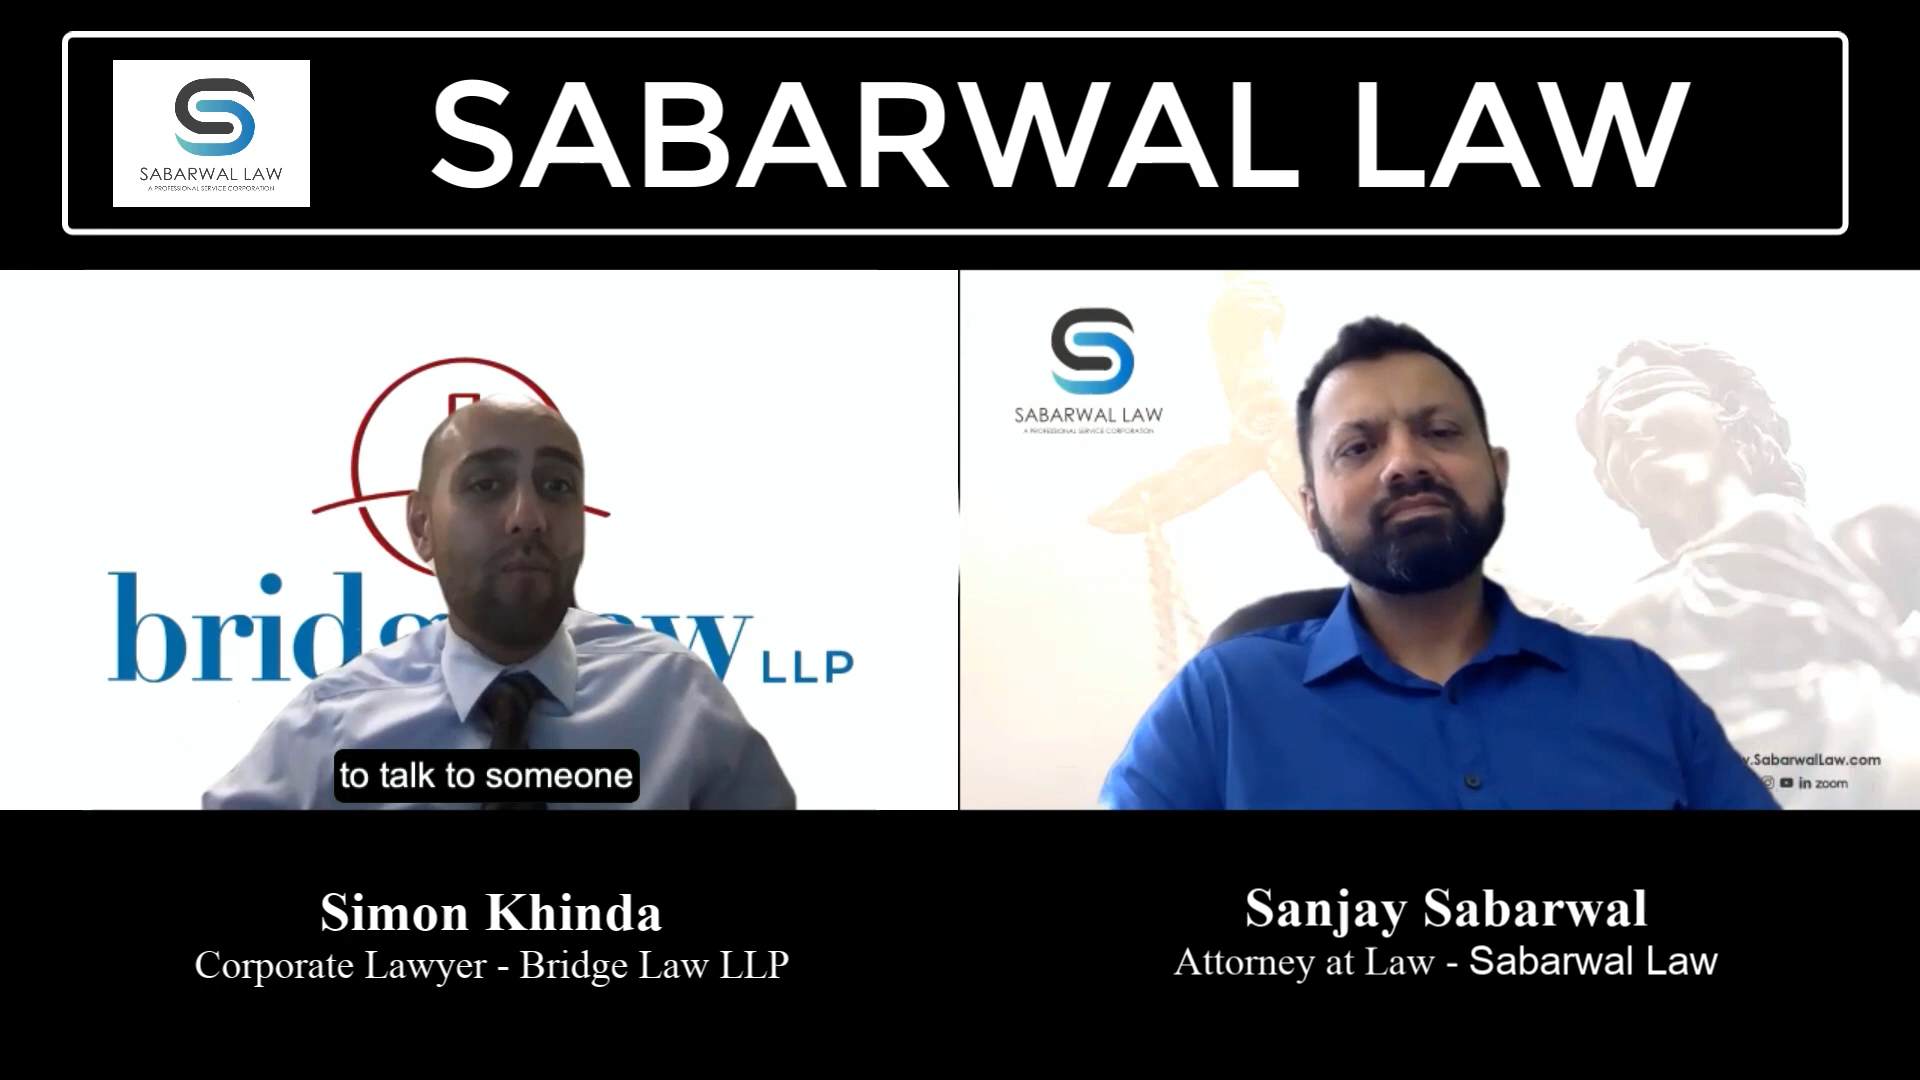 SABARWAL LAW
SABARWAL LAW
A PROFESSIONAL SERVICE CORPORATION
SABARWAL LAW
A PROFESSIONAL SERVICE CORPORATION
LLP
to talk to someone
.SabarwalLaw.com
in zoom
Simon Khinda
Corporate Lawyer - Bridge Law LLP
Sanjay Sabarwal
Attorney at Law - Sabarwal Law